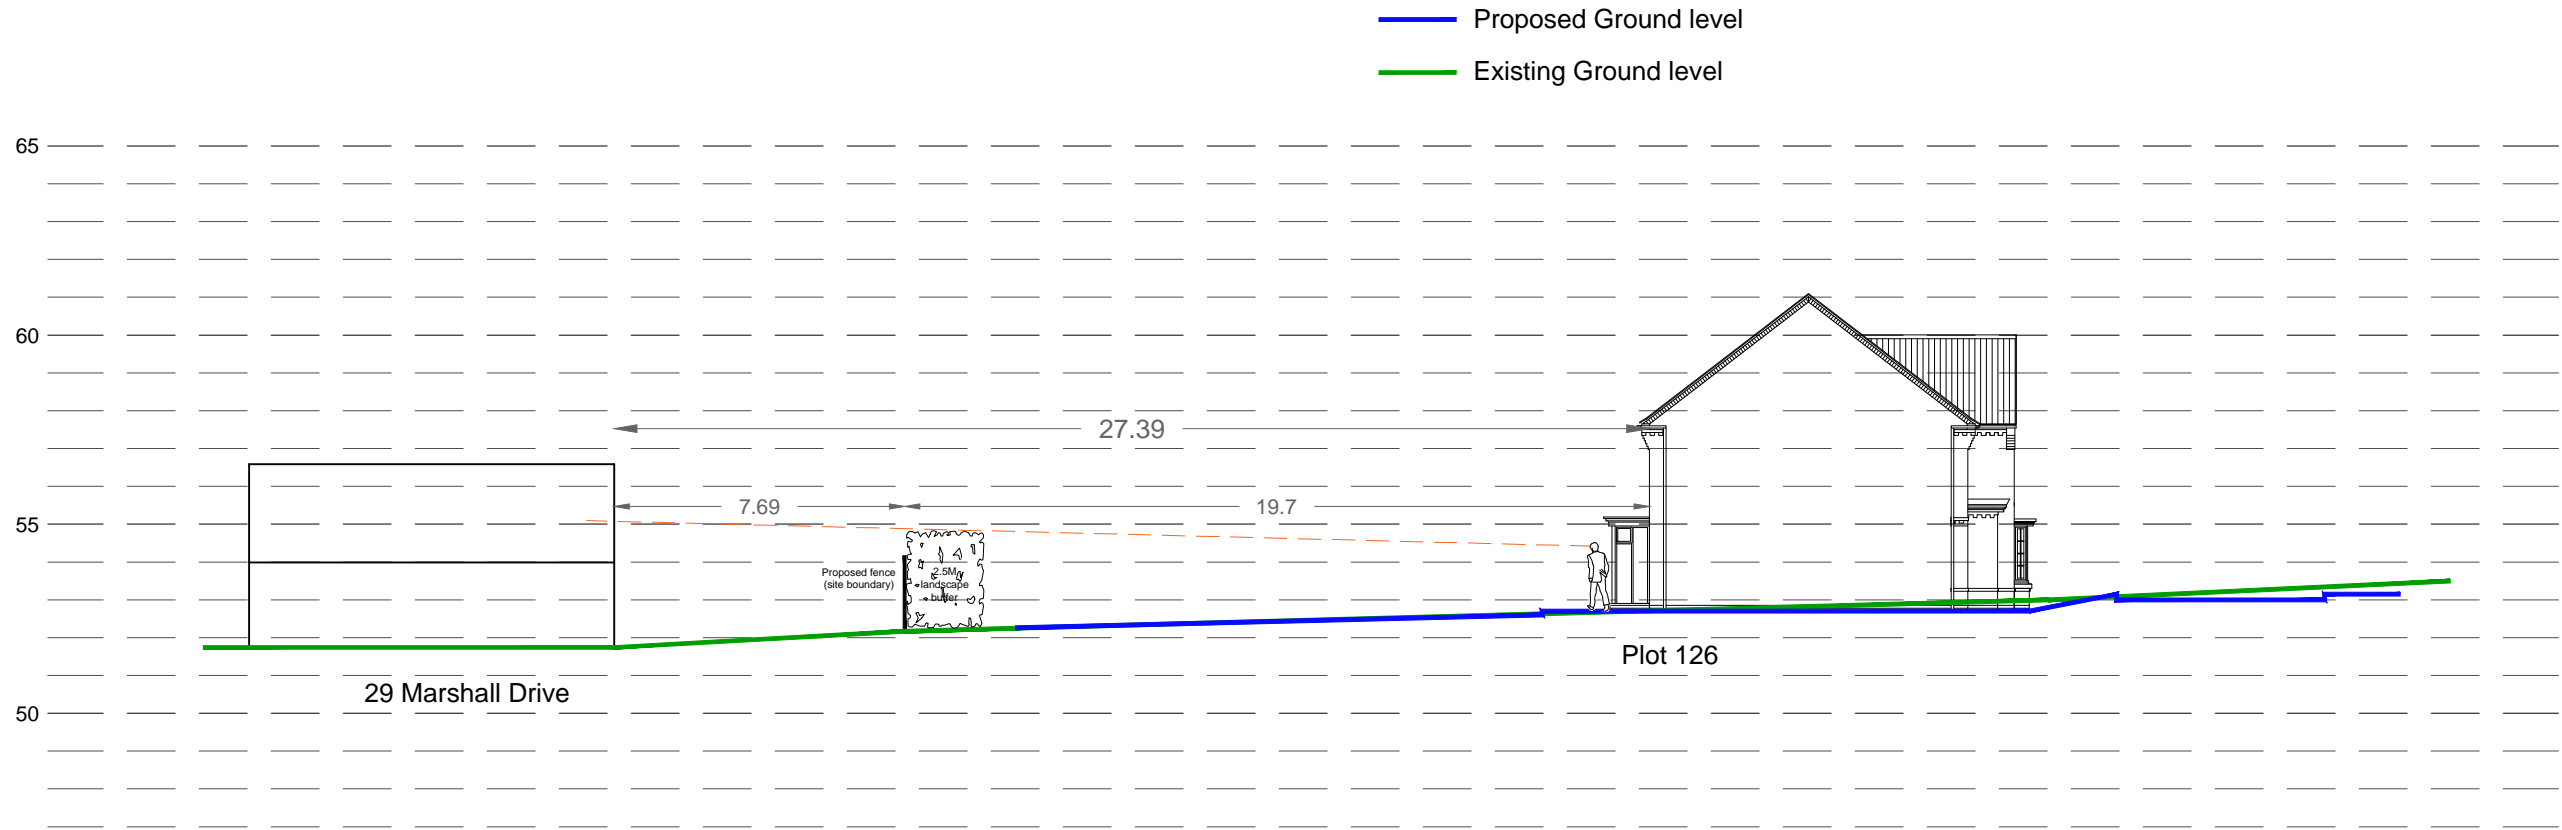 Proposed Ground level
Existing Ground level
65
60
27.39
7.69
19.7
55
Proposed fence
(site boundary)
2.5M
landscape
buffer
Plot 126
29 Marshall Drive
50